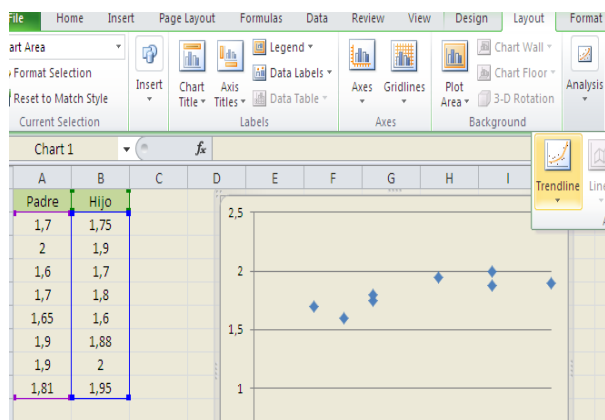 File Home Insert Page Layout Formulas Data Review View Design Layout Format
art Area
Format Selection
Reset to Match Style
Current Selection
Insert
Chart Title
Axis Titles
Legend
Data Labels
Data Table
Labels
Axes
Gridlines
Axes
Plot Area
Chart Wall
Chart Floor
3-D Rotation
Background
Analysis
Chart 1 fx
Trendline
Line
A B C D E F G H I
Padre Hijo
1,7 1,75
2 1,9
1,6 1,7
1,7 1,8
1,65 1,6
1,9 1,88
1,9 2
1,81 1,95
2,5
2
1,5
1